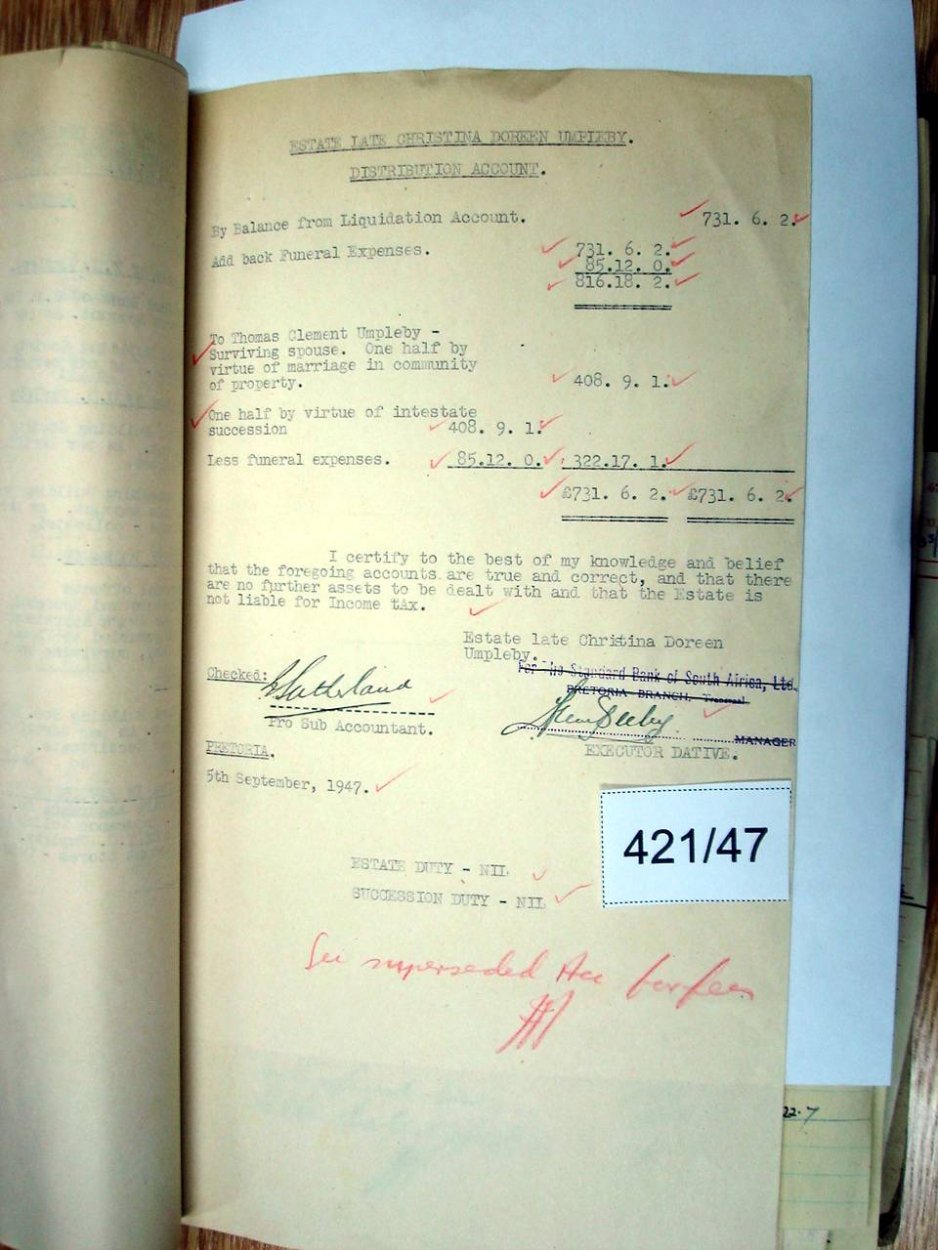 ESTATE LATE CHRISTINA DOREEN UMPLEBY.
DISTRIBUTION ACCOUNT.
By Balance from Liquidation Account. 731. 6. 2.
Add back Funeral Expenses. 731. 6. 2.
85.12. 0.
816.18. 2.
To Thomas Clement Umpleby -
Surviving spouse. One half by
virtue of marriage in community
of property. 408. 9. 1.
One half by virtue of intestate
succession 408. 9. 1.
Less funeral expenses. 85.12. 0. 322.17. 1.
£731. 6. 2. £731. 6. 2.
I certify to the best of my knowledge and belief
that the foregoing accounts are true and correct, and that there
are no further assets to be dealt with and that the Estate is
not liable for Income tAx.
Estate late Christina Doreen
Umpleby.
For The Standard Bank of South Africa, Ltd.
PRETORIA BRANCH, Transvaal
Checked: Sutherland
Pro Sub Accountant.
MANAGER
EXECUTOR DATIVE.
PRETORIA.
5th September, 1947.
421/47
ESTATE DUTY - NIL
SUCCESSION DUTY - NIL
See superseded Acc for fees
22.7